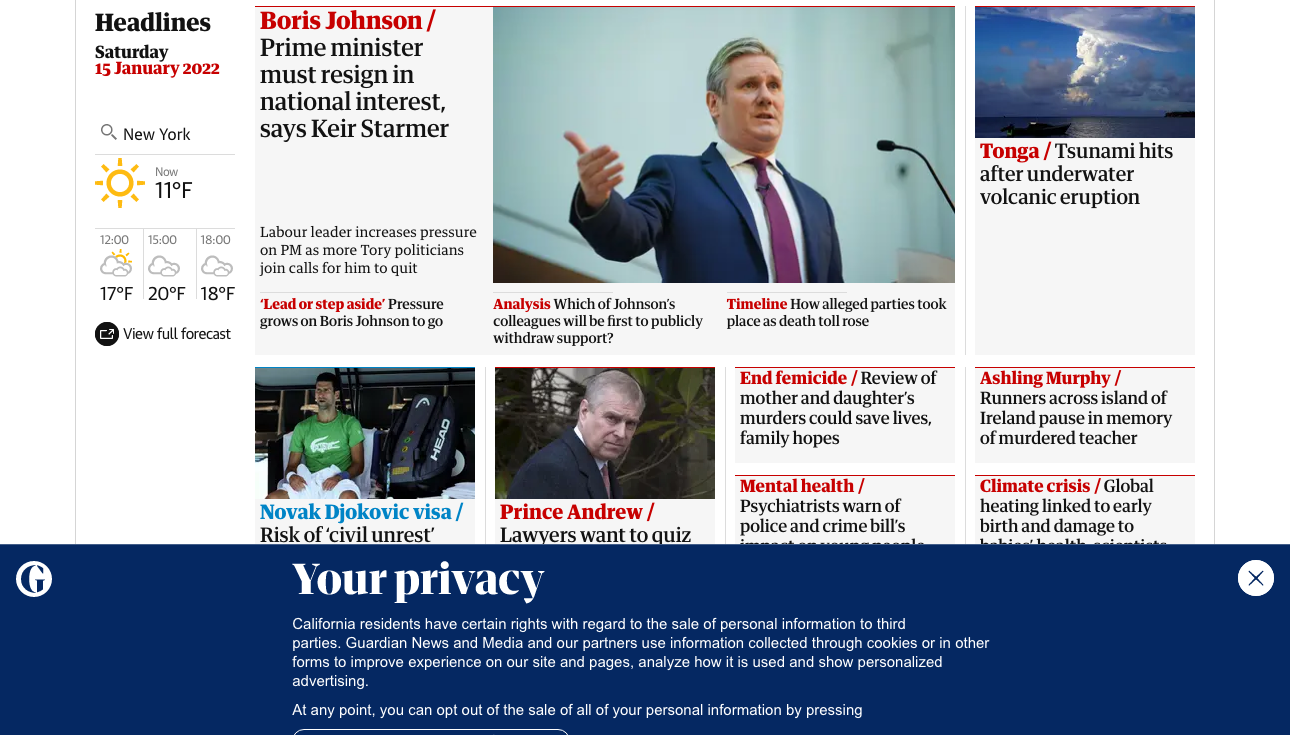 Headlines
Saturday
15 January 2022
New York
Now
11°F
12:00
15:00
18:00
17°F
20°F
18°F
View full forecast
Boris Johnson /
Prime minister
must resign in
national interest,
says Keir Starmer
Labour leader increases pressure
on PM as more Tory politicians
join calls for him to quit
‘Lead or step aside’ Pressure
grows on Boris Johnson to go
Analysis Which of Johnson’s
colleagues will be first to publicly
withdraw support?
Timeline How alleged parties took
place as death toll rose
Tonga / Tsunami hits
after underwater
volcanic eruption
HEAD
Novak Djokovic visa /
Risk of ‘civil unrest’
Prince Andrew /
Lawyers want to quiz
End femicide / Review of
mother and daughter’s
murders could save lives,
family hopes
Mental health /
Psychiatrists warn of
police and crime bill’s
impact on young people
Ashling Murphy /
Runners across island of
Ireland pause in memory
of murdered teacher
Climate crisis / Global
heating linked to early
birth and damage to
babies’ health, scientists
Your privacy
California residents have certain rights with regard to the sale of personal information to third
parties. Guardian News and Media and our partners use information collected through cookies or in other
forms to improve experience on our site and pages, analyze how it is used and show personalized
advertising.
At any point, you can opt out of the sale of all of your personal information by pressing